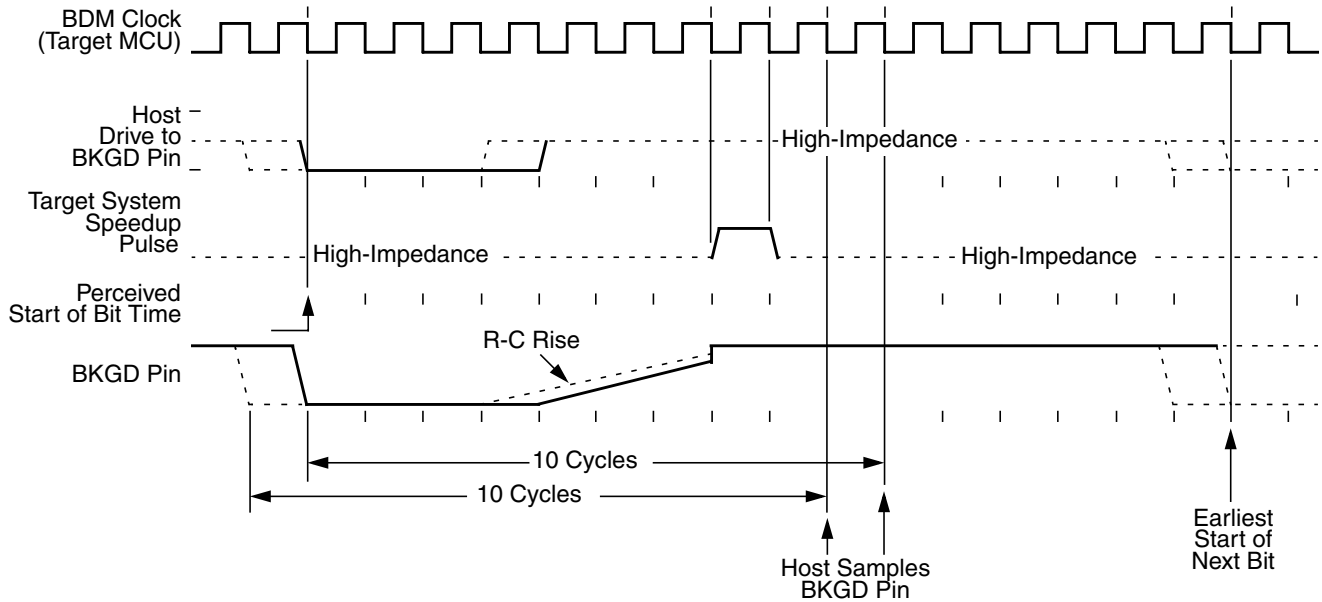 BDM Clock
(Target MCU)
Host
Drive to
BKGD Pin
High-Impedance
Target System
Speedup
Pulse
High-Impedance
High-Impedance
Perceived
Start of Bit Time
R-C Rise
BKGD Pin
10 Cycles
10 Cycles
Host Samples
BKGD Pin
Earliest
Start of
Next Bit